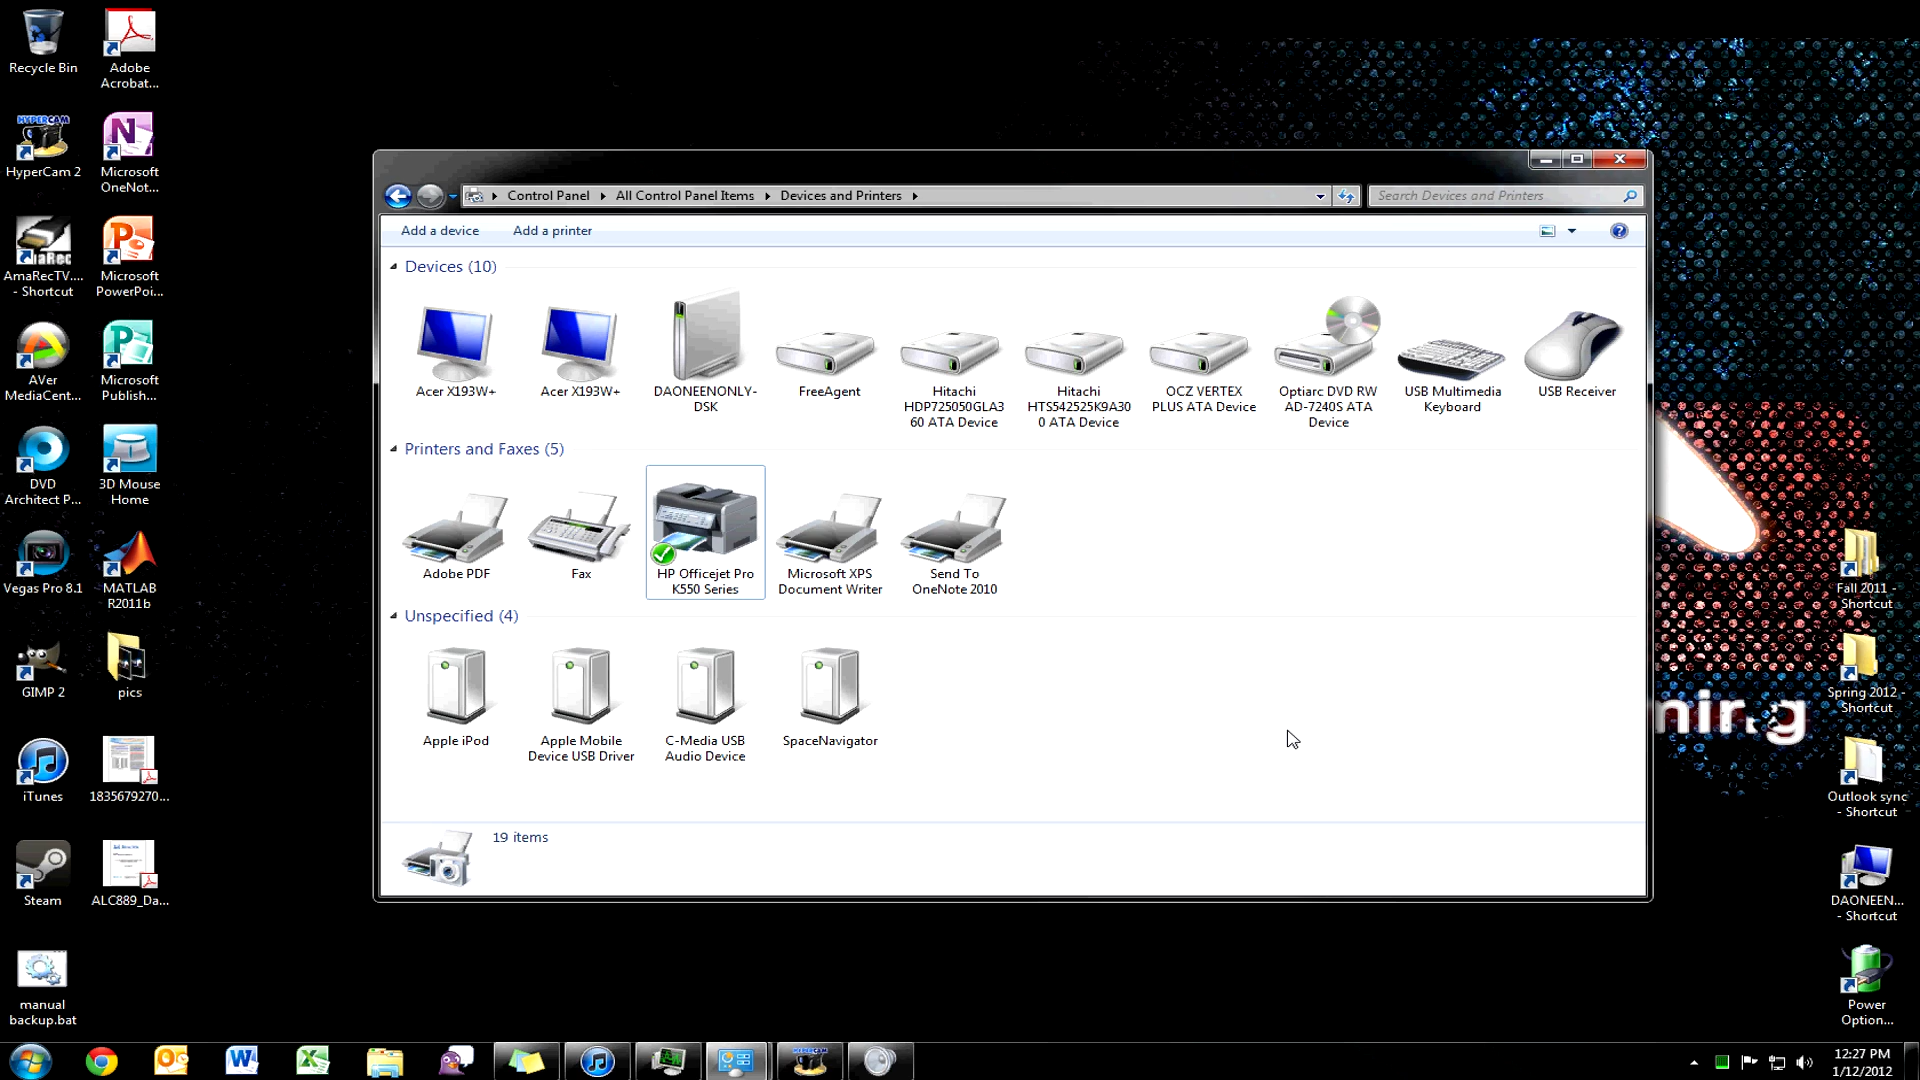 Recycle Bin
Adobe
Acrobat...
HyperCam 2
Microsoft
OneNot...
AmaRecTV....
- Shortcut
Microsoft
PowerPoi...
AVer
MediaCent...
Microsoft
Publish...
DVD
Architect P...
3D Mouse
Home
Vegas Pro 8.1
MATLAB
R2011b
GIMP 2
pics
iTunes
1835679270...
Steam
ALC889_Da...
manual
backup.bat
Control Panel
All Control Panel Items
Devices and Printers
Search Devices and Printers
Add a device
Add a printer
Devices (10)
Acer X193W+
Acer X193W+
DAONEENONLY-
DSK
FreeAgent
Hitachi
HDP725050GLA3
60 ATA Device
Hitachi
HTS542525K9A30
0 ATA Device
OCZ VERTEX
PLUS ATA Device
Optiarc DVD RW
AD-7240S ATA
Device
USB Multimedia
Keyboard
USB Receiver
Printers and Faxes (5)
Adobe PDF
Fax
HP Officejet Pro
K550 Series
Microsoft XPS
Document Writer
Send To
OneNote 2010
Unspecified (4)
Apple iPod
Apple Mobile
Device USB Driver
C-Media USB
Audio Device
SpaceNavigator
19 items
Fall 2011 -
Shortcut
Spring 2012 -
Shortcut
Outlook sync
- Shortcut
DAONEEN...
- Shortcut
Power
Option...
12:27 PM
1/12/2012